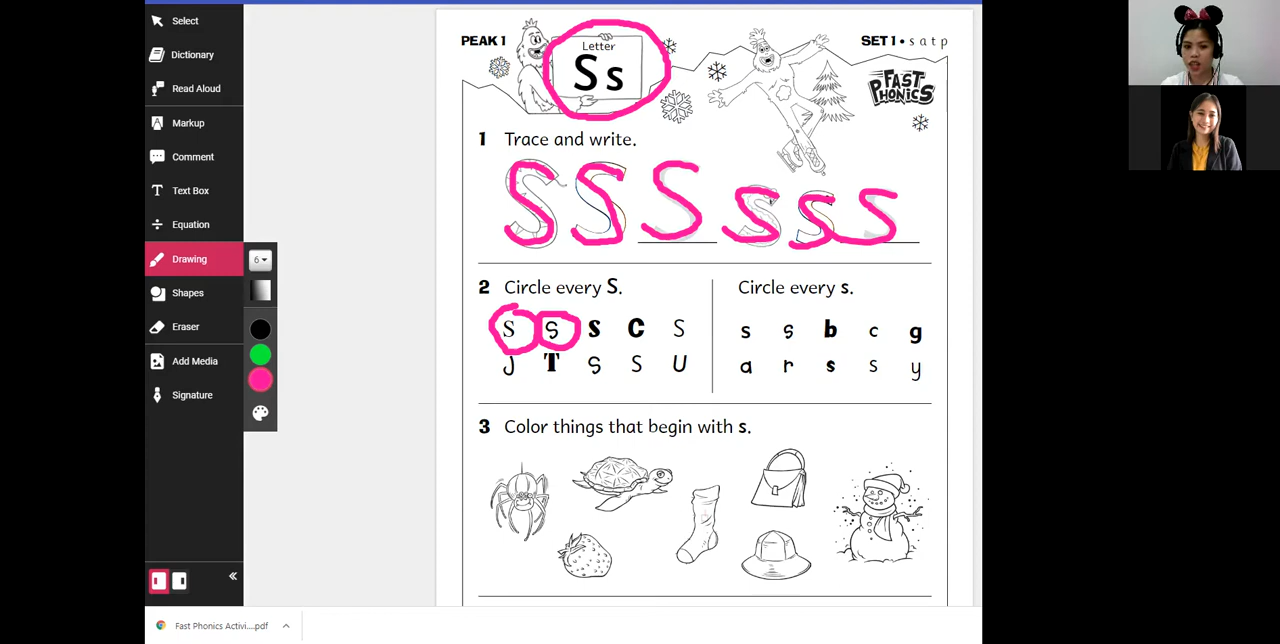 Select
Dictionary
Read Aloud
Markup
Comment
Text Box
Equation
Drawing
Shapes
Eraser
Add Media
Signature
6
PEAK 1
Letter
S s
SET 1 • s a t p
FAST PHONICS
1 Trace and write.
S S S s s s
2 Circle every S.
S S S C S
J T S S U
Circle every s.
s s b c g
a r s s y
3 Color things that begin with s.
Fast Phonics Activi....pdf